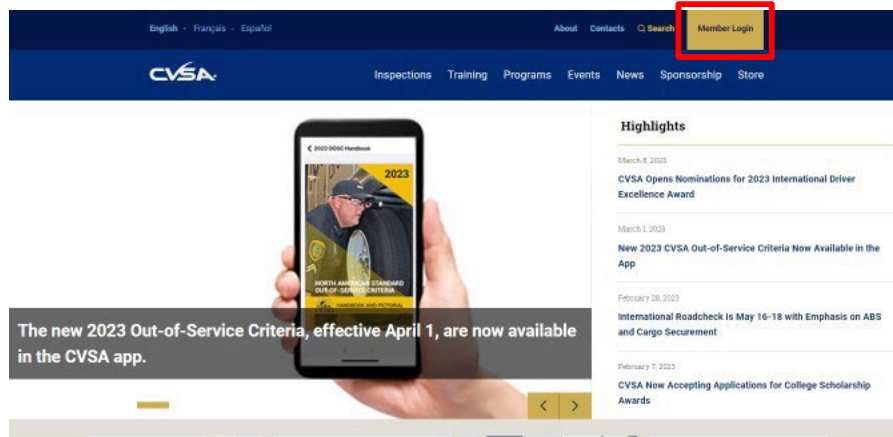 English - Français - Español
About Contacts Search Member Login
CVSA
Inspections Training Programs Events News Sponsorship Store
2023 OOSC Handbook
2023
NORTH AMERICAN STANDARD
OUT-OF-SERVICE CRITERIA
HANDBOOK AND PICTORIAL
The new 2023 Out-of-Service Criteria, effective April 1, are now available
in the CVSA app.
Highlights
March 8, 2023
CVSA Opens Nominations for 2023 International Driver
Excellence Award
March 1, 2023
New 2023 CVSA Out-of-Service Criteria Now Available in the
App
February 28, 2023
International Roadcheck Is May 16-18 with Emphasis on ABS
and Cargo Securement
February 7, 2023
CVSA Now Accepting Applications for College Scholarship
Awards